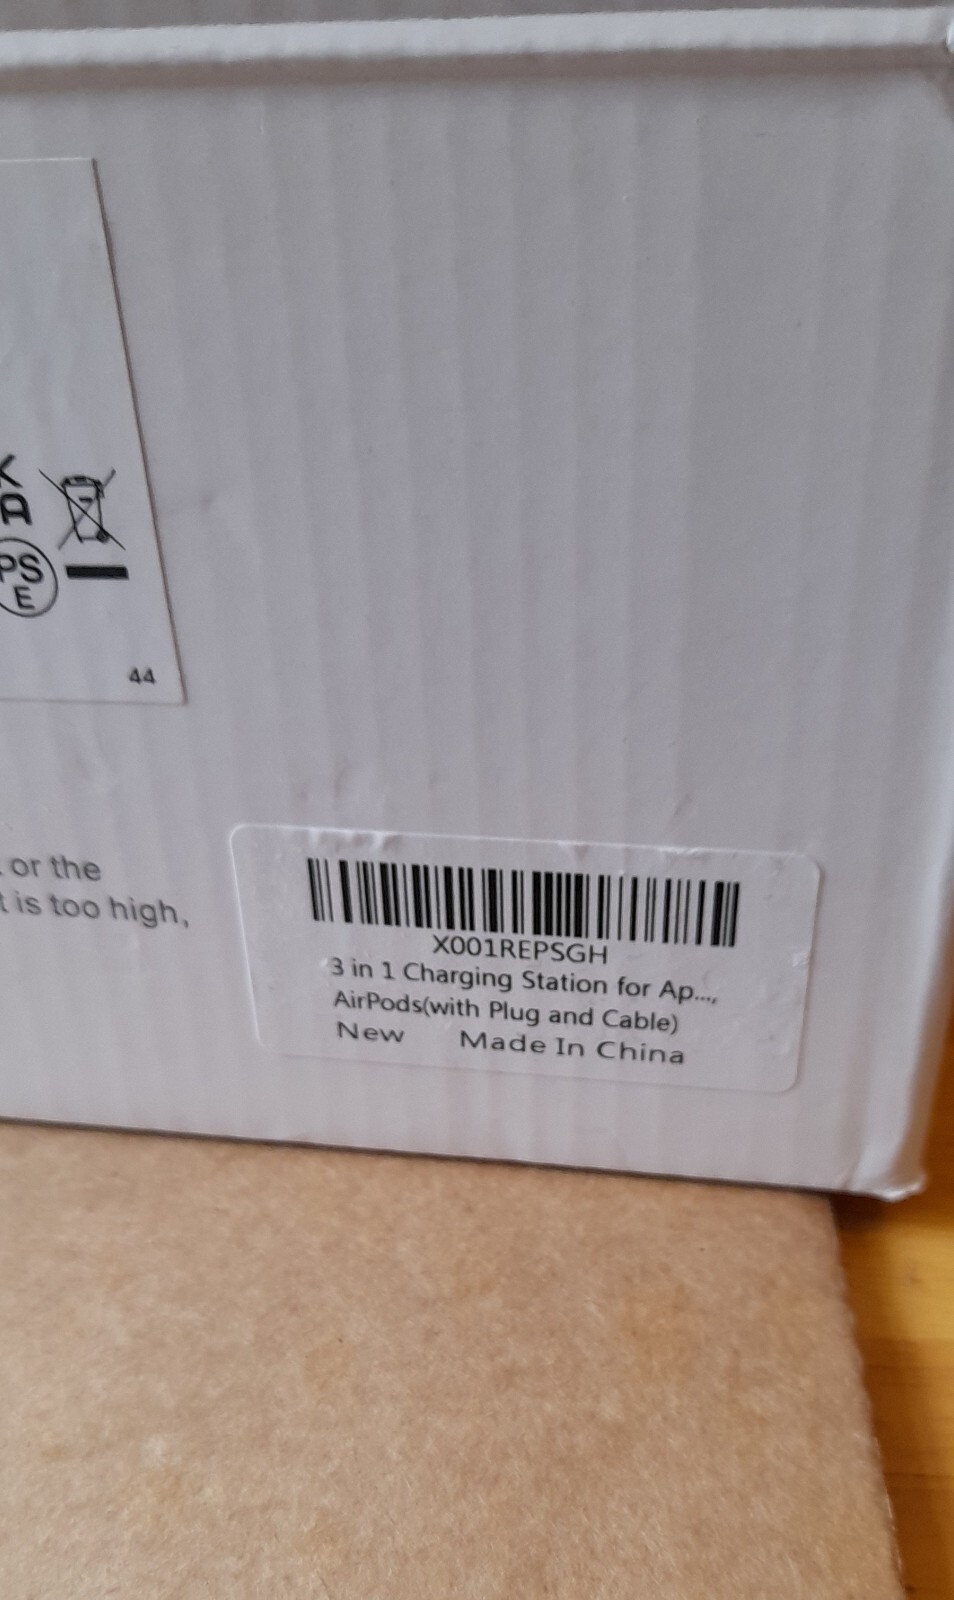 K
A
PS
E
44
or the
t is too high,
X001REPSGH
3 in 1 Charging Station for Ap...,
AirPods(with Plug and Cable)
New Made In China